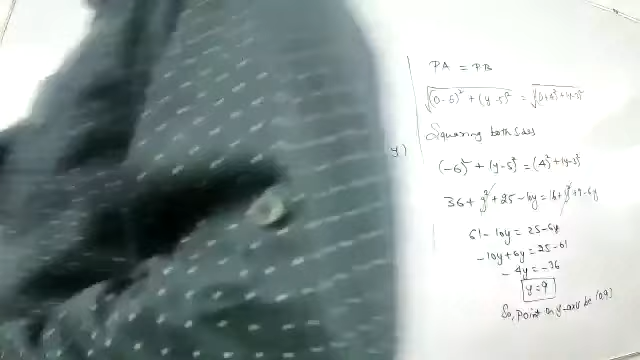 PA = PB
√(0-6)² + (y-5)² = √(0+4)² + (y-3)²
y)
Squaring both sides
(-6)² + (y-5)² = (4)² + (y-3)²
36 + y² + 25 - 10y = 16 + y² + 9 - 6y
61 - 10y = 25 - 6y
-10y + 6y = 25 - 61
-4y = -36
y = 9
So, point on y-axis be (0,9)